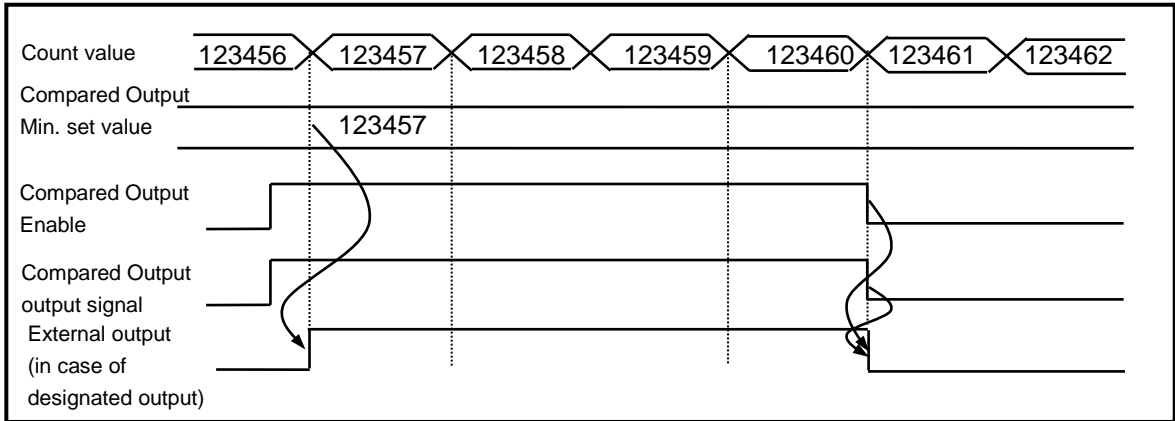 Count value 123456 123457 123458 123459 123460 123461 123462
Compared Output
Min. set value 123457
Compared Output
Enable
Compared Output
output signal
External output
(in case of
designated output)